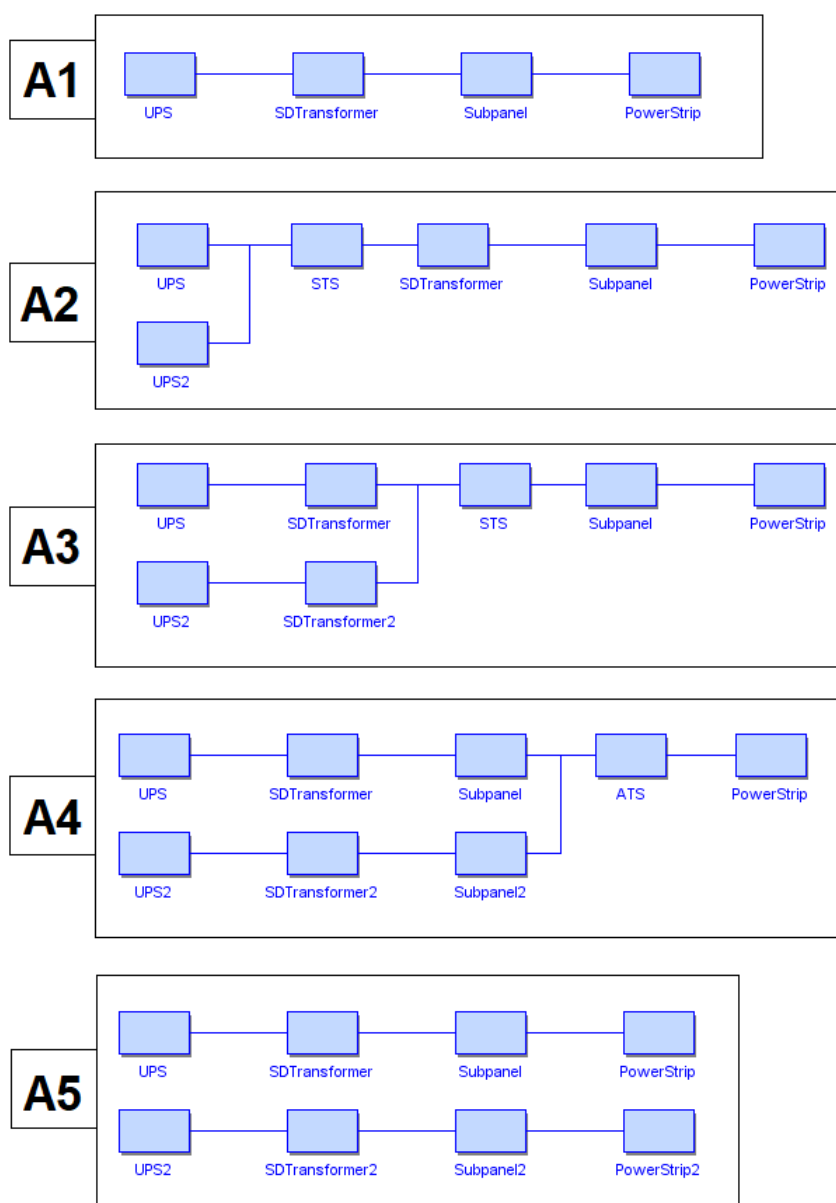 A1
UPS SDTransformer Subpanel PowerStrip
A2
UPS STS SDTransformer Subpanel PowerStrip
UPS2
A3
UPS SDTransformer STS Subpanel PowerStrip
UPS2 SDTransformer2
A4
UPS SDTransformer Subpanel ATS PowerStrip
UPS2 SDTransformer2 Subpanel2
A5
UPS SDTransformer Subpanel PowerStrip
UPS2 SDTransformer2 Subpanel2 PowerStrip2